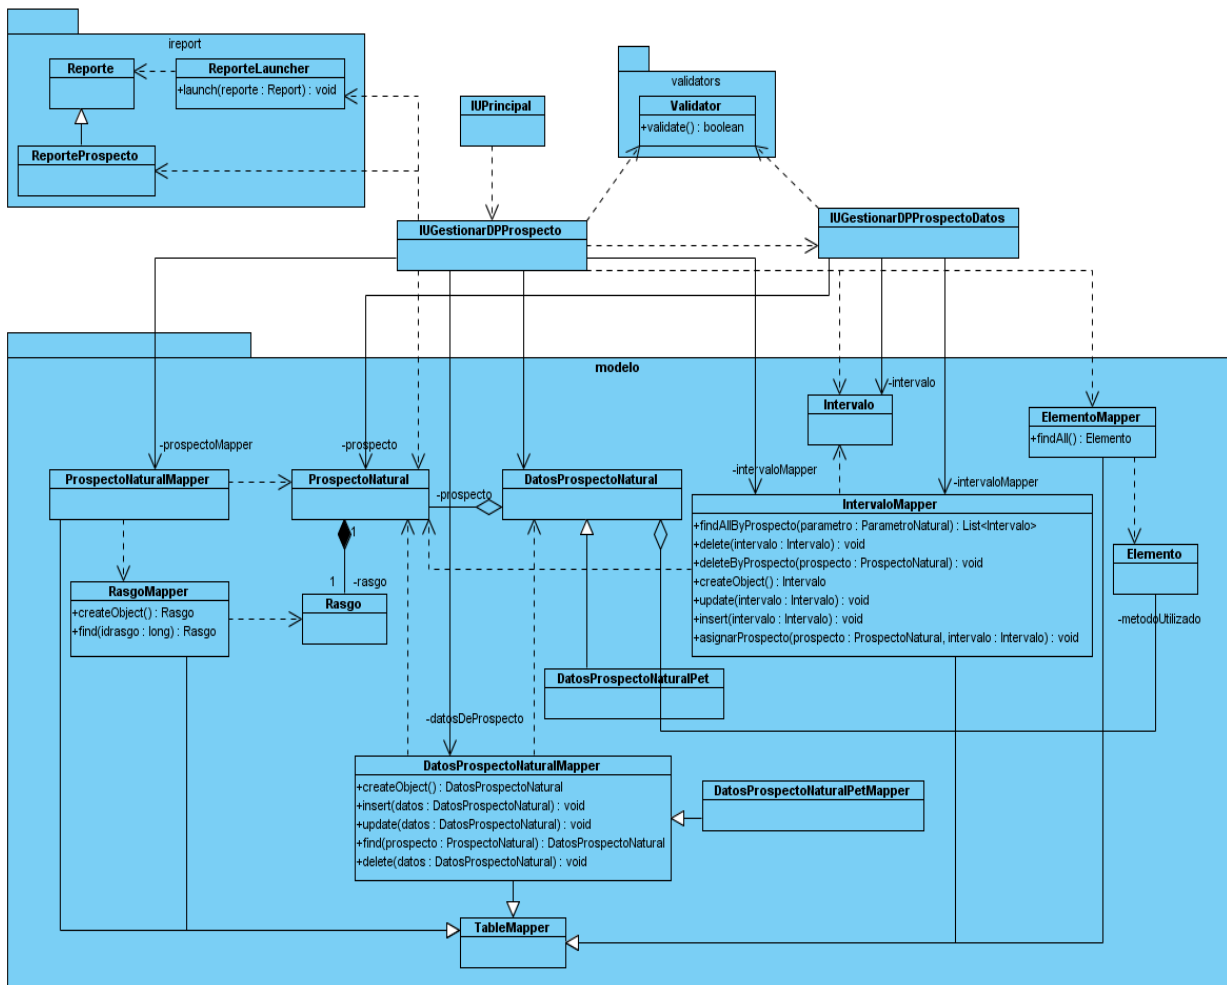 ireport
Reporte
ReporteLauncher
+launch(reporte : Report) : void
ReporteProspecto
IUPrincipal
validators
Validator
+validate() : boolean
IUGestionarDPProspecto
IUGestionarDPProspectoDatos
modelo
-intervalo
Intervalo
ElementoMapper
+findAll() : Elemento
-prospectoMapper
-prospecto
-intervaloMapper
-intervaloMapper
ProspectoNaturalMapper
ProspectoNatural
-prospecto
DatosProspectoNatural
IntervaloMapper
+findAllByProspecto(parametro : ParametroNatural) : List<Intervalo>
+delete(intervalo : Intervalo) : void
+deleteByProspecto(prospecto : ProspectoNatural) : void
+createObject() : Intervalo
+update(intervalo : Intervalo) : void
+insert(intervalo : Intervalo) : void
+asignarProspecto(prospecto : ProspectoNatural, intervalo : Intervalo) : void
Elemento
-metodoUtilizado
1
1
-rasgo
RasgoMapper
+createObject() : Rasgo
+find(idrasgo : long) : Rasgo
Rasgo
DatosProspectoNaturalPet
-datosDeProspecto
DatosProspectoNaturalMapper
+createObject() : DatosProspectoNatural
+insert(datos : DatosProspectoNatural) : void
+update(datos : DatosProspectoNatural) : void
+find(prospecto : ProspectoNatural) : DatosProspectoNatural
+delete(datos : DatosProspectoNatural) : void
DatosProspectoNaturalPetMapper
TableMapper